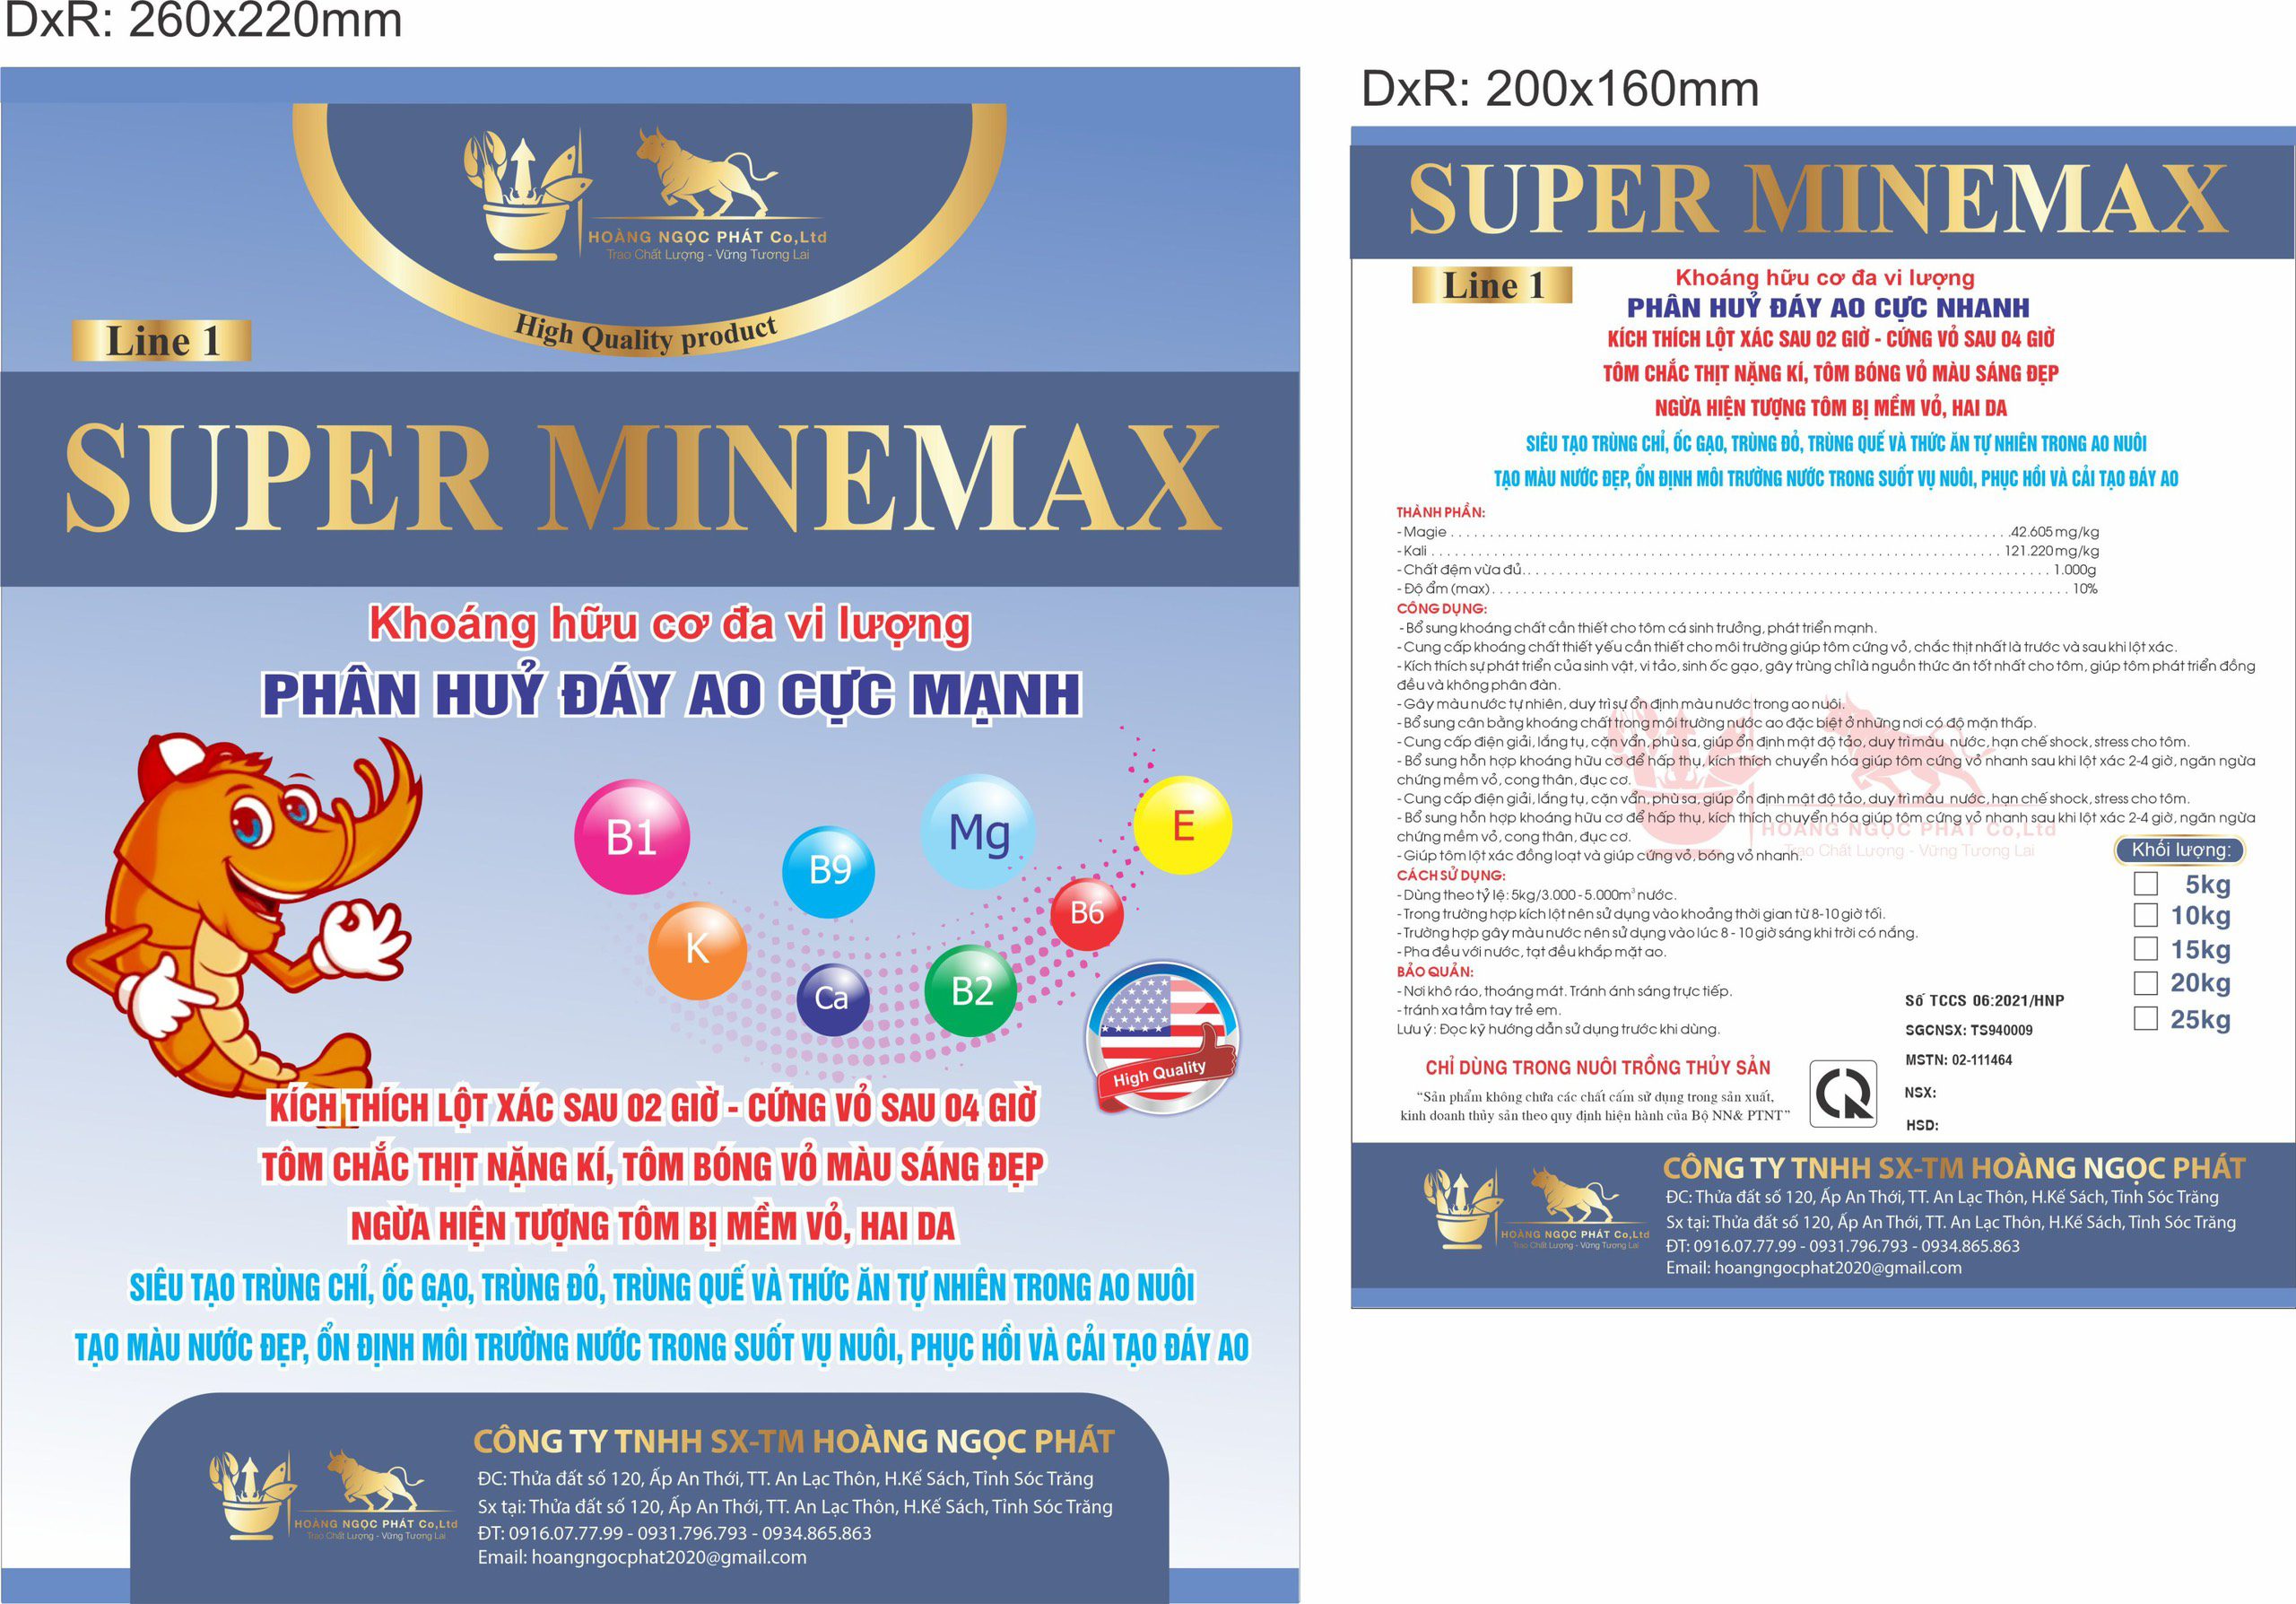 DxR: 260x220mm
HOÀNG NGỌC PHÁT Co,Ltd
Trao Chất Lượng - Vững Tương Lai
High Quality product
Line 1
SUPER MINEMAX
Khoáng hữu cơ đa vi lượng
PHÂN HUỶ ĐÁY AO CỰC MẠNH
B1
B9
Mg
E
K
Ca
B2
B6
High Quality
KÍCH THÍCH LỘT XÁC SAU 02 GIỜ - CỨNG VỎ SAU 04 GIỜ
TÔM CHẮC THỊT NẶNG KÍ, TÔM BÓNG VỎ MÀU SÁNG ĐẸP
NGỪA HIỆN TƯỢNG TÔM BỊ MỀM VỎ, HAI DA
SIÊU TẠO TRÙNG CHỈ, ỐC GẠO, TRÙNG ĐỎ, TRÙNG QUẾ VÀ THỨC ĂN TỰ NHIÊN TRONG AO NUÔI
TẠO MÀU NƯỚC ĐẸP, ỔN ĐỊNH MÔI TRƯỜNG NƯỚC TRONG SUỐT VỤ NUÔI, PHỤC HỒI VÀ CẢI TẠO ĐÁY AO
HOÀNG NGỌC PHÁT Co,Ltd
Trao Chất Lượng - Vững Tương Lai
CÔNG TY TNHH SX-TM HOÀNG NGỌC PHÁT
ĐC: Thửa đất số 120, Ấp An Thới, TT. An Lạc Thôn, H.Kế Sách, Tỉnh Sóc Trăng
Sx tại: Thửa đất số 120, Ấp An Thới, TT. An Lạc Thôn, H.Kế Sách, Tỉnh Sóc Trăng
ĐT: 0916.07.77.99 - 0931.796.793 - 0934.865.863
Email: hoangngocphat2020@gmail.com
DxR: 200x160mm
SUPER MINEMAX
Line 1
Khoáng hữu cơ đa vi lượng
PHÂN HUỶ ĐÁY AO CỰC NHANH
KÍCH THÍCH LỘT XÁC SAU 02 GIỜ - CỨNG VỎ SAU 04 GIỜ
TÔM CHẮC THỊT NẶNG KÍ, TÔM BÓNG VỎ MÀU SÁNG ĐẸP
NGỪA HIỆN TƯỢNG TÔM BỊ MỀM VỎ, HAI DA
SIÊU TẠO TRÙNG CHỈ, ỐC GẠO, TRÙNG ĐỎ, TRÙNG QUẾ VÀ THỨC ĂN TỰ NHIÊN TRONG AO NUÔI
TẠO MÀU NƯỚC ĐẸP, ỔN ĐỊNH MÔI TRƯỜNG NƯỚC TRONG SUỐT VỤ NUÔI, PHỤC HỒI VÀ CẢI TẠO ĐÁY AO
THÀNH PHẦN:
- Magie ..... 42.605 mg/kg
- Kali ..... 121.220 mg/kg
- Chất đệm vừa đủ ..... 1.000g
- Độ ẩm (max) ..... 10%
CÔNG DỤNG:
- Bổ sung khoáng chất cần thiết cho tôm cá sinh trưởng, phát triển mạnh.
- Cung cấp khoáng chất thiết yếu cần thiết cho môi trường giúp tôm cứng vỏ, chắc thịt nhất là trước và sau khi lột xác.
- Kích thích sự phát triển của sinh vật, vi tảo, sinh ốc gạo, gây trùng chỉ là nguồn thức ăn tốt nhất cho tôm, giúp tôm phát triển đồng
đều và không phân đàn.
- Gây màu nước tự nhiên, duy trì sự ổn định màu nước trong ao nuôi.
- Bổ sung cân bằng khoáng chất trong môi trường nước ao đặc biệt ở những nơi có độ mặn thấp.
- Cung cấp điện giải, lắng tụ, cặn vẩn, phù sa, giúp ổn định mật độ tảo, duy trì màu nước, hạn chế shock, stress cho tôm.
- Bổ sung hỗn hợp khoáng hữu cơ để hấp thụ, kích thích chuyển hóa giúp tôm cứng vỏ nhanh sau khi lột xác 2-4 giờ, ngăn ngừa
chứng mềm vỏ, cong thân, đục cơ.
- Cung cấp điện giải, lắng tụ, cặn vẩn, phù sa, giúp ổn định mật độ tảo, duy trì màu nước, hạn chế shock, stress cho tôm.
- Bổ sung hỗn hợp khoáng hữu cơ để hấp thụ, kích thích chuyển hóa giúp tôm cứng vỏ nhanh sau khi lột xác 2-4 giờ, ngăn ngừa
chứng mềm vỏ, cong thân, đục cơ.
HOÀNG NGỌC PHÁT Co,Ltd
- Giúp tôm lột xác đồng loạt và giúp cứng vỏ, bóng vỏ nhanh.
Trao Chất Lượng - Vững Tương Lai
CÁCH SỬ DỤNG:
- Dùng theo tỷ lệ: 5kg/3.000 - 5.000m³ nước.
- Trong trường hợp kích lột nên sử dụng vào khoảng thời gian từ 8-10 giờ tối.
- Trường hợp gây màu nước nên sử dụng vào lúc 8 - 10 giờ sáng khi trời có nắng.
- Pha đều với nước, tạt đều khắp mặt ao.
BẢO QUẢN:
- Nơi khô ráo, thoáng mát. Tránh ánh sáng trực tiếp.
- tránh xa tầm tay trẻ em.
Lưu ý: Đọc kỹ hướng dẫn sử dụng trước khi dùng.
Khối lượng:
5kg
10kg
15kg
20kg
25kg
CHỈ DÙNG TRONG NUÔI TRỒNG THỦY SẢN
“Sản phẩm không chứa các chất cấm sử dụng trong sản xuất,
kinh doanh thủy sản theo quy định hiện hành của Bộ NN& PTNT”
Số TCCS 06:2021/HNP
SGCNSX: TS940009
MSTN: 02-111464
NSX:
HSD:
HOÀNG NGỌC PHÁT Co,Ltd
Trao Chất Lượng - Vững Tương Lai
CÔNG TY TNHH SX-TM HOÀNG NGỌC PHÁT
ĐC: Thửa đất số 120, Ấp An Thới, TT. An Lạc Thôn, H.Kế Sách, Tỉnh Sóc Trăng
Sx tại: Thửa đất số 120, Ấp An Thới, TT. An Lạc Thôn, H.Kế Sách, Tỉnh Sóc Trăng
ĐT: 0916.07.77.99 - 0931.796.793 - 0934.865.863
Email: hoangngocphat2020@gmail.com